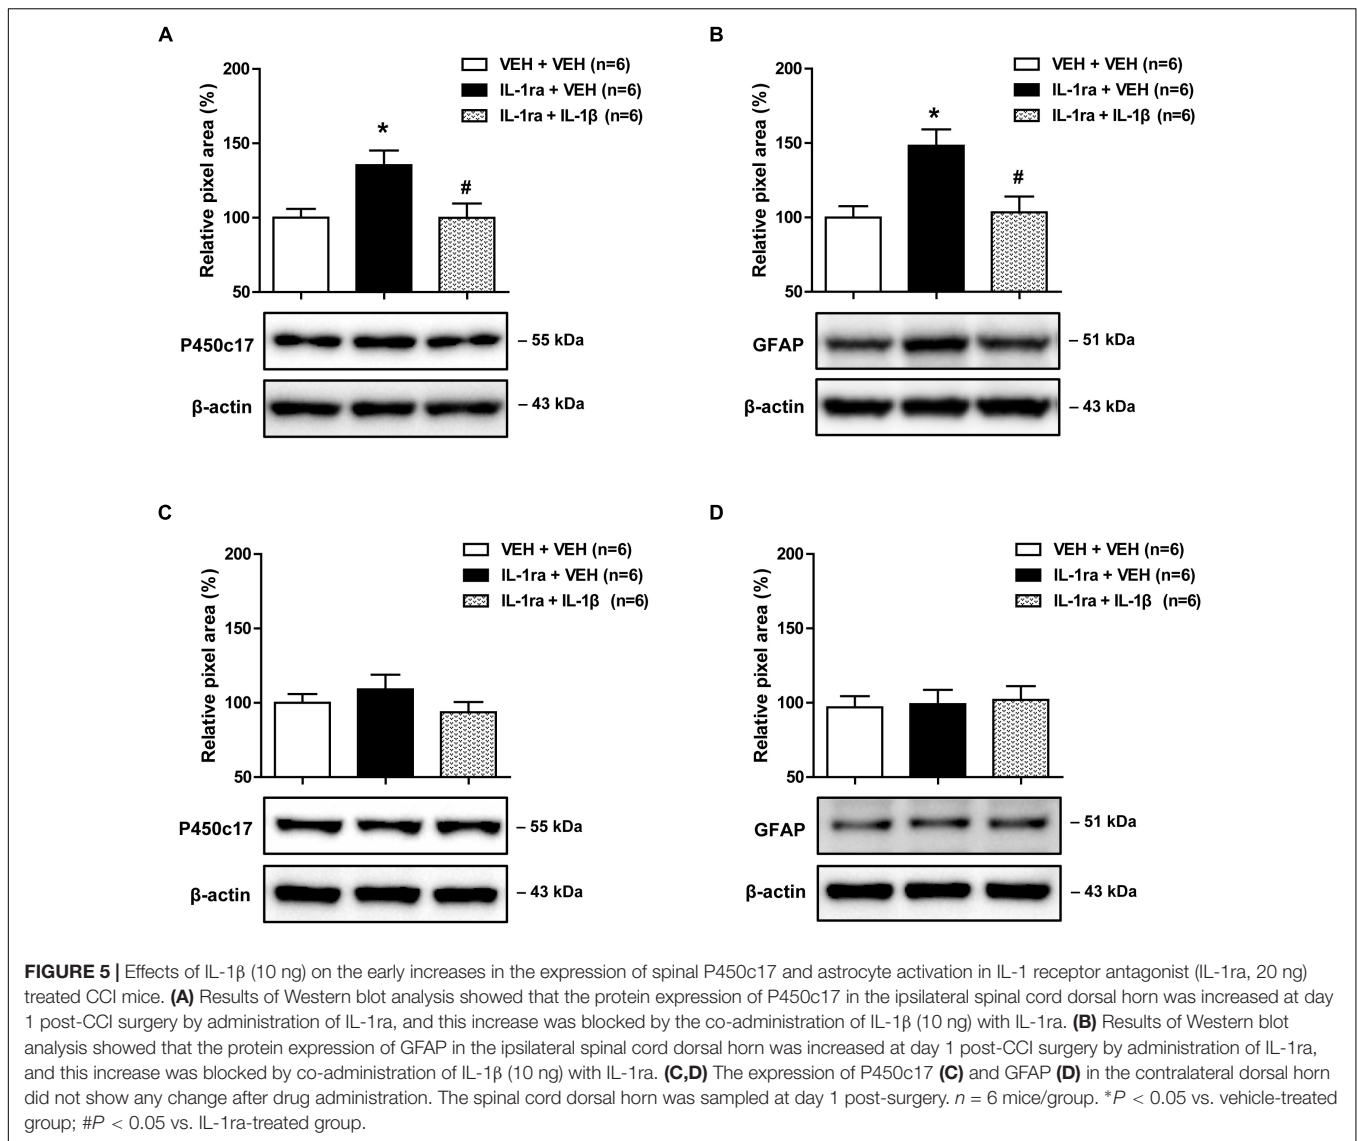 A
200
150
100
50
Relative pixel area (%)
VEH + VEH (n=6)
IL-1ra + VEH (n=6)
IL-1ra + IL-1β (n=6)
*
#
P450c17
– 55 kDa
β-actin
– 43 kDa
B
200
150
100
50
Relative pixel area (%)
VEH + VEH (n=6)
IL-1ra + VEH (n=6)
IL-1ra + IL-1β (n=6)
*
#
GFAP
– 51 kDa
β-actin
– 43 kDa
C
200
150
100
50
Relative pixel area (%)
VEH + VEH (n=6)
IL-1ra + VEH (n=6)
IL-1ra + IL-1β (n=6)
P450c17
– 55 kDa
β-actin
– 43 kDa
D
200
150
100
50
Relative pixel area (%)
VEH + VEH (n=6)
IL-1ra + VEH (n=6)
IL-1ra + IL-1β (n=6)
GFAP
– 51 kDa
β-actin
– 43 kDa
FIGURE 5 | Effects of IL-1β (10 ng) on the early increases in the expression of spinal P450c17 and astrocyte activation in IL-1 receptor antagonist (IL-1ra, 20 ng)
treated CCI mice. (A) Results of Western blot analysis showed that the protein expression of P450c17 in the ipsilateral spinal cord dorsal horn was increased at day
1 post-CCI surgery by administration of IL-1ra, and this increase was blocked by the co-administration of IL-1β (10 ng) with IL-1ra. (B) Results of Western blot
analysis showed that the protein expression of GFAP in the ipsilateral spinal cord dorsal horn was increased at day 1 post-CCI surgery by administration of IL-1ra,
and this increase was blocked by co-administration of IL-1β (10 ng) with IL-1ra. (C,D) The expression of P450c17 (C) and GFAP (D) in the contralateral dorsal horn
did not show any change after drug administration. The spinal cord dorsal horn was sampled at day 1 post-surgery. n = 6 mice/group. *P < 0.05 vs. vehicle-treated
group; #P < 0.05 vs. IL-1ra-treated group.